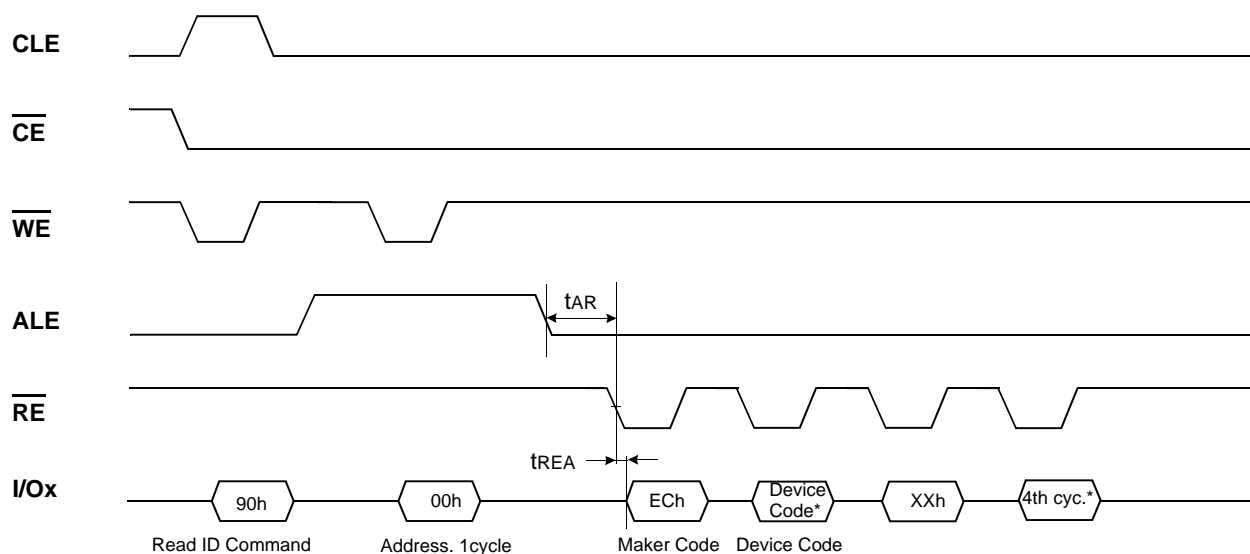 CLE
CE
WE
ALE
tAR
RE
tREA
I/Ox
90h
00h
ECh
Device
Code*
XXh
4th cyc.*
Read ID Command
Address. 1cycle
Maker Code
Device Code